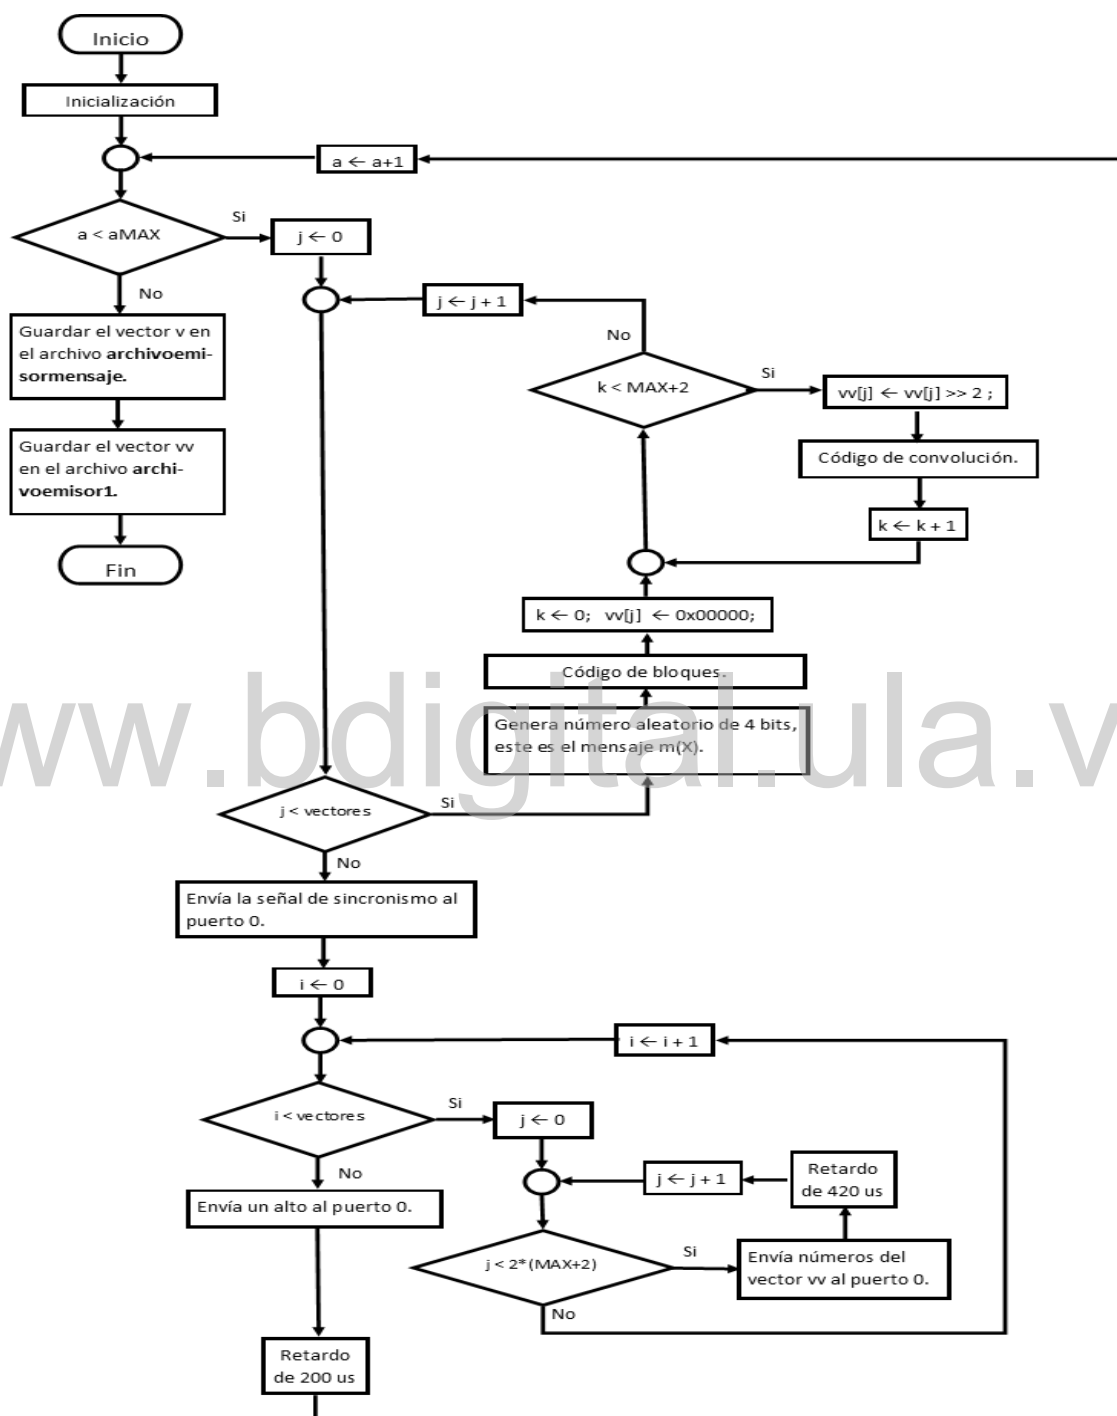 Inicio
Inicialización
a ← a+1
a < aMAX
Si
j ← 0
No
Guardar el vector v en
el archivo archivoemi-
sormensaje.
Guardar el vector vv
en el archivo archi-
voemisor1.
Fin
j ← j + 1
No
k < MAX+2
Si
vv[j] ← vv[j] >> 2 ;
Código de convolución.
k ← k + 1
k ← 0; vv[j] ← 0x00000;
Código de bloques.
Genera número aleatorio de 4 bits,
este es el mensaje m(X).
www.bdigital.ula.v
j < vectores
Si
No
Envía la señal de sincronismo al
puerto 0.
i ← 0
i ← i + 1
i < vectores
Si
j ← 0
No
Envía un alto al puerto 0.
j ← j + 1
Retardo
de 420 us
j < 2*(MAX+2)
Si
Envía números del
vector vv al puerto 0.
No
Retardo
de 200 us